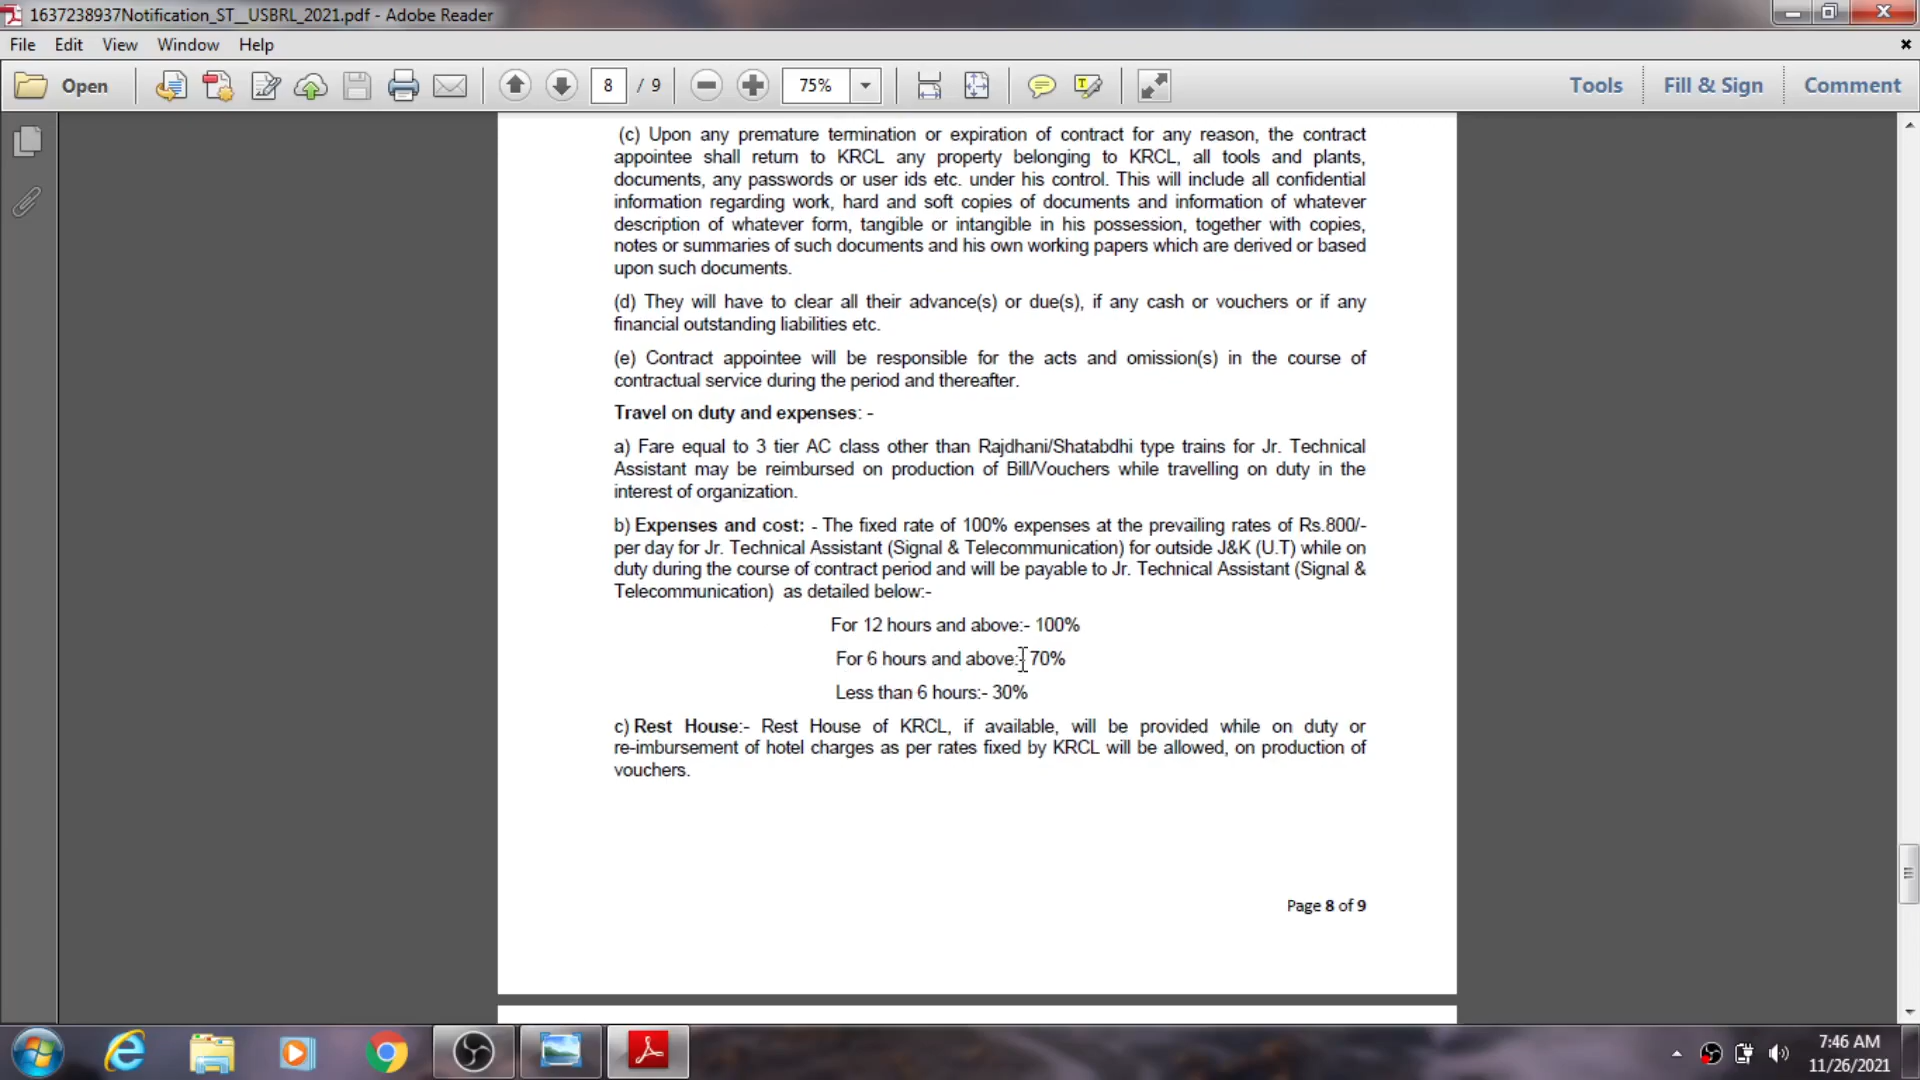 1637238937Notification_ST__USBRL_2021.pdf - Adobe Reader
File Edit View Window Help
Open 8 / 9 75% Tools Fill & Sign Comment
(c) Upon any premature termination or expiration of contract for any reason, the contract
appointee shall return to KRCL any property belonging to KRCL, all tools and plants,
documents, any passwords or user ids etc. under his control. This will include all confidential
information regarding work, hard and soft copies of documents and information of whatever
description of whatever form, tangible or intangible in his possession, together with copies,
notes or summaries of such documents and his own working papers which are derived or based
upon such documents.
(d) They will have to clear all their advance(s) or due(s), if any cash or vouchers or if any
financial outstanding liabilities etc.
(e) Contract appointee will be responsible for the acts and omission(s) in the course of
contractual service during the period and thereafter.
Travel on duty and expenses: -
a) Fare equal to 3 tier AC class other than Rajdhani/Shatabdhi type trains for Jr. Technical
Assistant may be reimbursed on production of Bill/Vouchers while travelling on duty in the
interest of organization.
b) Expenses and cost: - The fixed rate of 100% expenses at the prevailing rates of Rs.800/-
per day for Jr. Technical Assistant (Signal & Telecommunication) for outside J&K (U.T) while on
duty during the course of contract period and will be payable to Jr. Technical Assistant (Signal &
Telecommunication) as detailed below:-
For 12 hours and above:- 100%
For 6 hours and above:- 70%
Less than 6 hours:- 30%
c) Rest House:- Rest House of KRCL, if available, will be provided while on duty or
re-imbursement of hotel charges as per rates fixed by KRCL will be allowed, on production of
vouchers.
Page 8 of 9
7:46 AM
11/26/2021